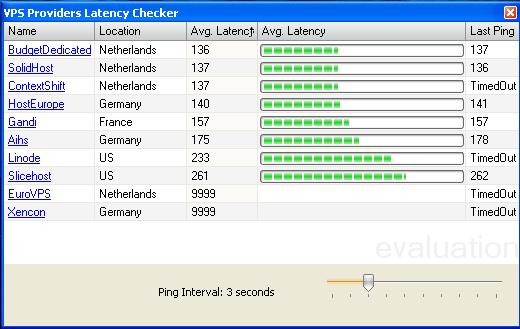 VPS Providers Latency Checker
Name Location Avg. Latency Avg. Latency Last Ping
BudgetDedicated Netherlands 136 137
SolidHost Netherlands 137 136
ContextShift Netherlands 137 TimedOut
HostEurope Germany 140 141
Gandi France 157 157
Aihs Germany 175 178
Linode US 233 TimedOut
Slicehost US 261 262
EuroVPS Netherlands 9999 TimedOut
Xencon Germany 9999 TimedOut
evaluation
Ping Interval: 3 seconds